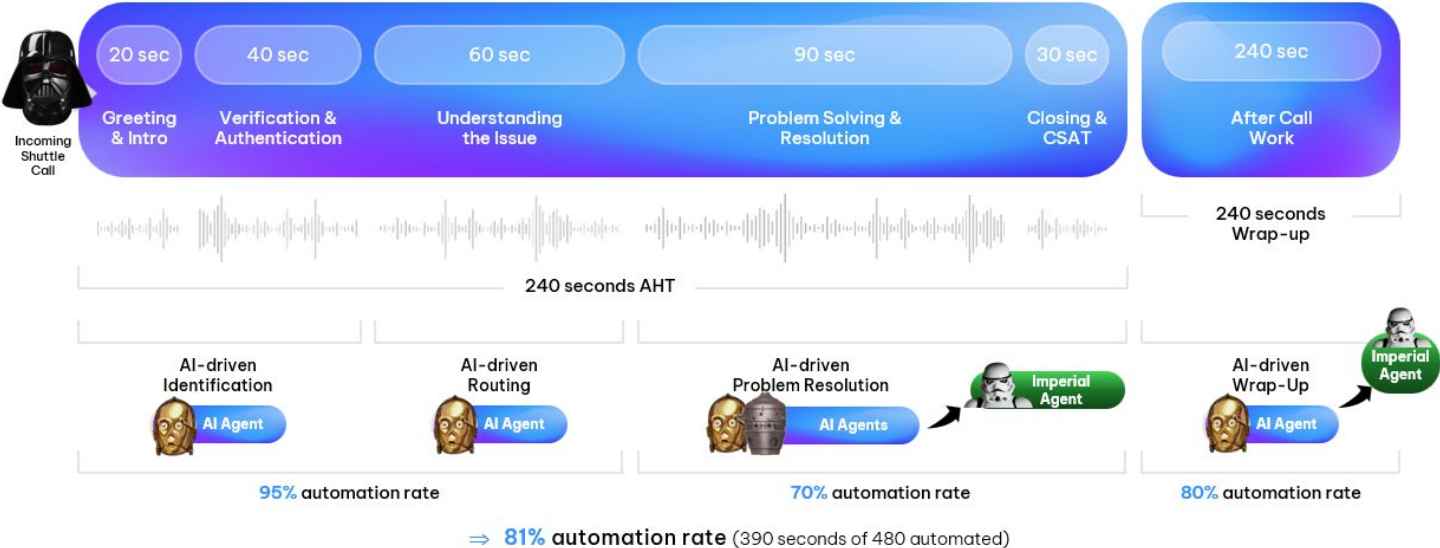 20 sec
40 sec
60 sec
90 sec
30 sec
240 sec
Greeting
& Intro
Verification &
Authentication
Understanding
the Issue
Problem Solving &
Resolution
Closing &
CSAT
After Call
Work
Incoming
Shuttle
Call
240 seconds
Wrap-up
240 seconds AHT
AI-driven
Identification
AI Agent
AI-driven
Routing
AI Agent
AI-driven
Problem Resolution
AI Agents
Imperial
Agent
AI-driven
Wrap-Up
AI Agent
Imperial
Agent
95% automation rate
70% automation rate
80% automation rate
⇒ 81% automation rate (390 seconds of 480 automated)